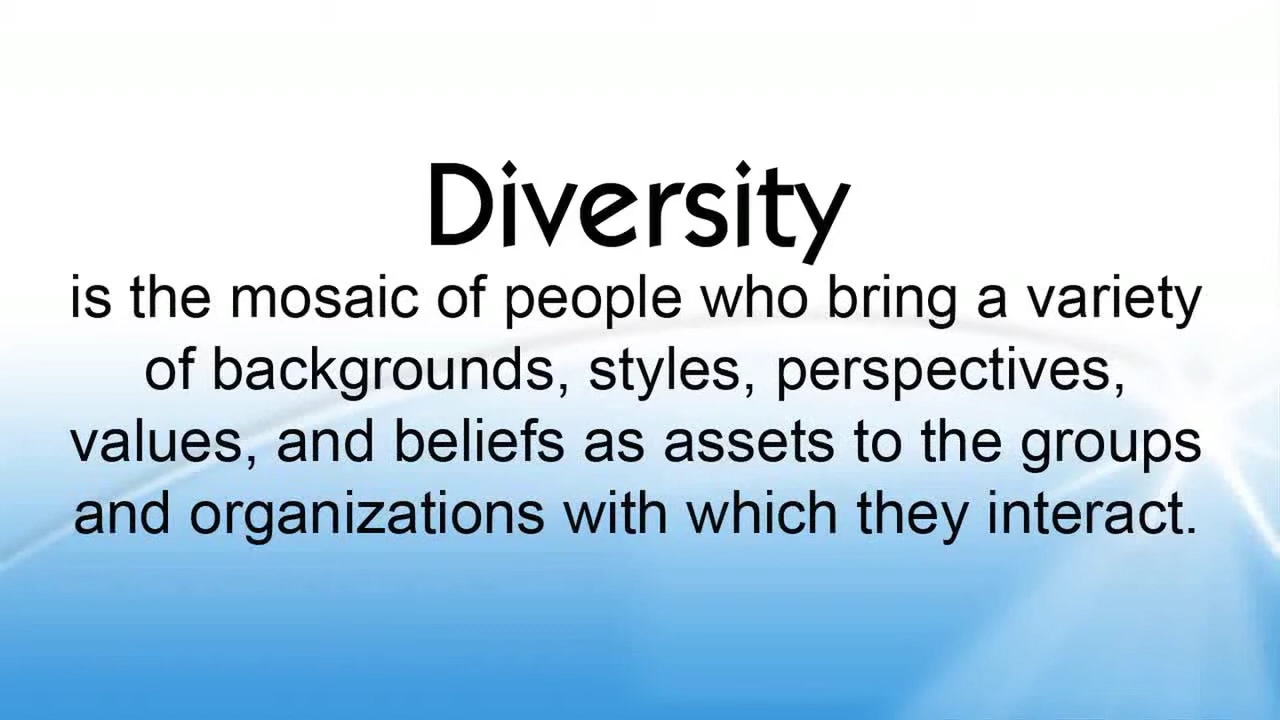 Diversity
is the mosaic of people who bring a variety
of backgrounds, styles, perspectives,
values, and beliefs as assets to the groups
and organizations with which they interact.